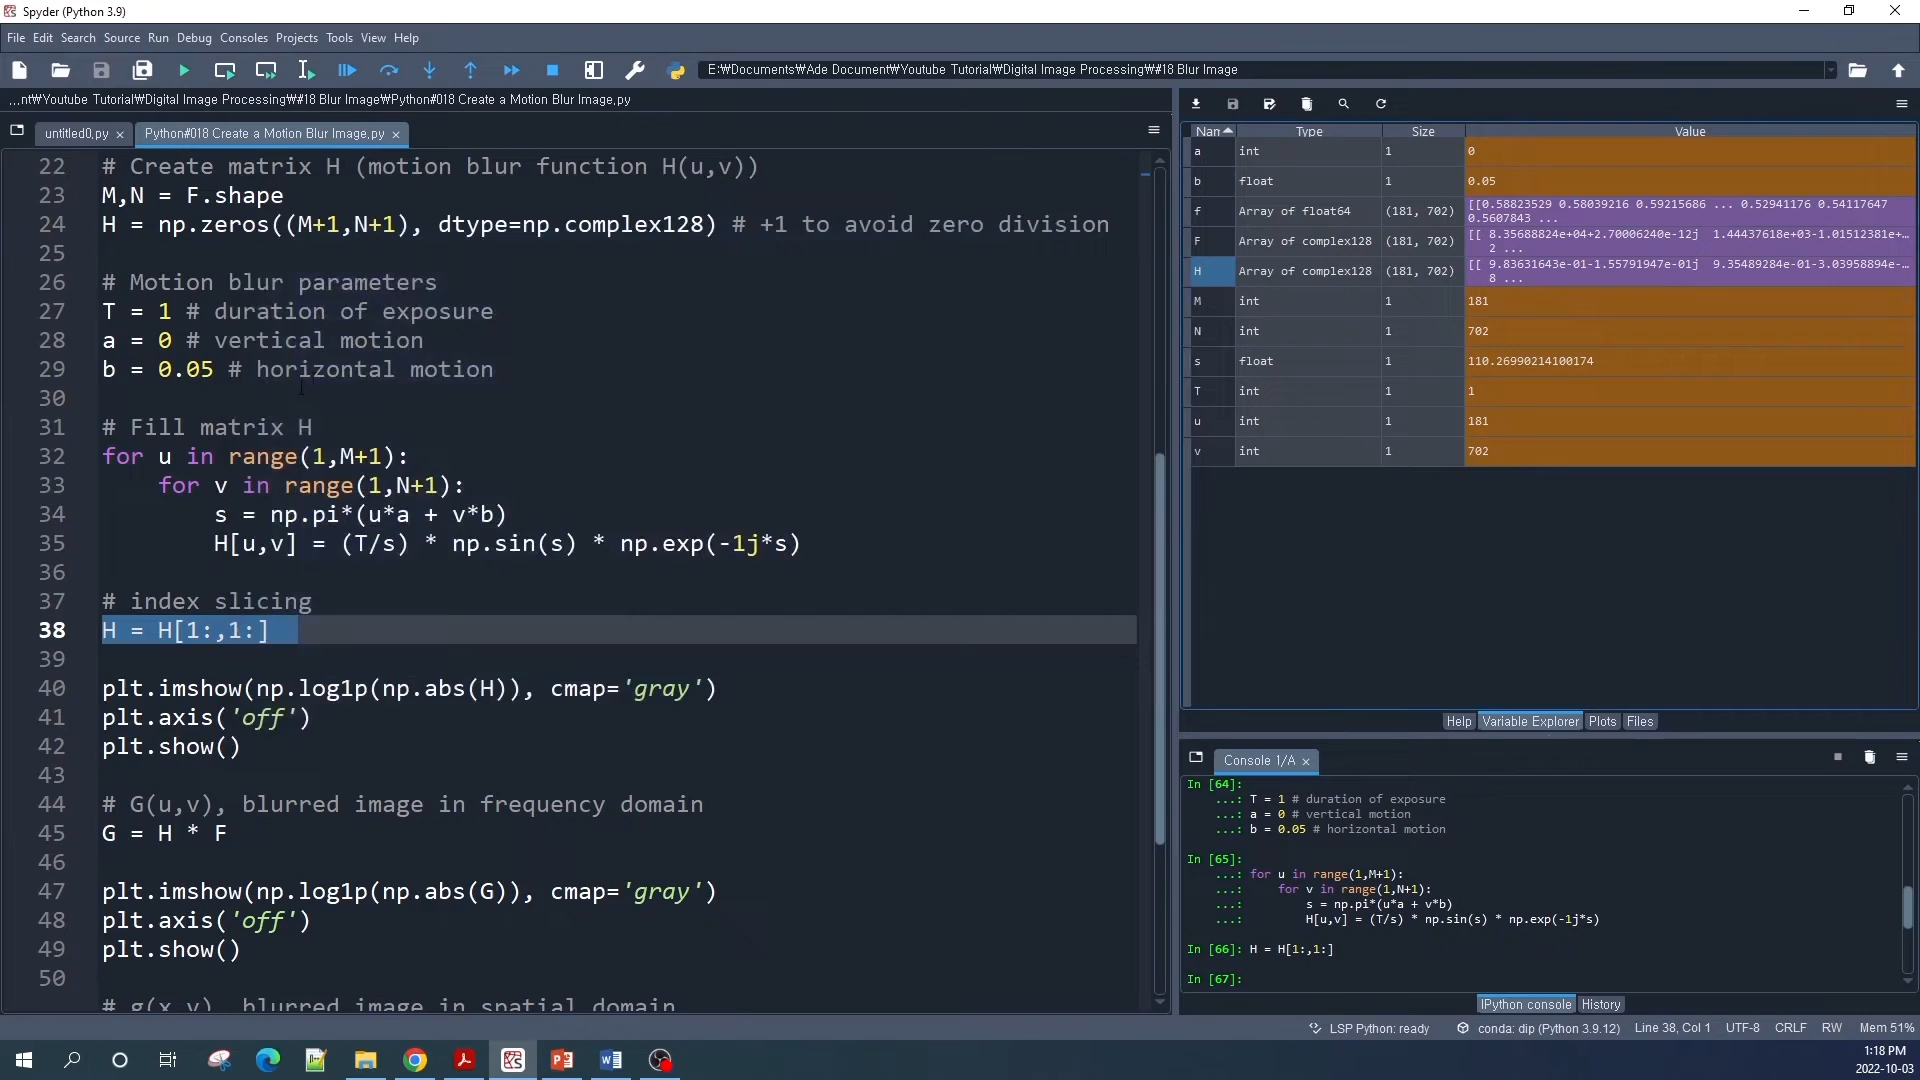 Spyder (Python 3.9)
File Edit Search Source Run Debug Consoles Projects Tools View Help
E:₩Documents₩Ade Document₩Youtube Tutorial₩Digital Image Processing₩#18 Blur Image
...nt₩Youtube Tutorial₩Digital Image Processing₩#18 Blur Image₩Python#018 Create a Motion Blur Image.py
untitled0.py
Python#018 Create a Motion Blur Image.py
22 # Create matrix H (motion blur function H(u,v))
23 M,N = F.shape
24 H = np.zeros((M+1,N+1), dtype=np.complex128) # +1 to avoid zero division
25
26 # Motion blur parameters
27 T = 1 # duration of exposure
28 a = 0 # vertical motion
29 b = 0.05 # horizontal motion
30
31 # Fill matrix H
32 for u in range(1,M+1):
33     for v in range(1,N+1):
34         s = np.pi*(u*a + v*b)
35         H[u,v] = (T/s) * np.sin(s) * np.exp(-1j*s)
36
37 # index slicing
38 H = H[1:,1:]
39
40 plt.imshow(np.log1p(np.abs(H)), cmap='gray')
41 plt.axis('off')
42 plt.show()
43
44 # G(u,v), blurred image in frequency domain
45 G = H * F
46
47 plt.imshow(np.log1p(np.abs(G)), cmap='gray')
48 plt.axis('off')
49 plt.show()
50
# g(x,y), blurred image in spatial domain
Nan Type Size Value
a int 1 0
b float 1 0.05
f Array of float64 (181, 702) [[0.58823529 0.58039216 0.59215686 ... 0.52941176 0.54117647
0.5607843 ...
F Array of complex128 (181, 702) [[ 8.35688824e+04+2.70006240e-12j 1.44437618e+03-1.01512381e+...
2 ...
H Array of complex128 (181, 702) [[ 9.83631643e-01-1.55791947e-01j 9.35489284e-01-3.03958894e-...
8 ...
M int 1 181
N int 1 702
s float 1 110.26990214100174
T int 1 1
u int 1 181
v int 1 702
Help Variable Explorer Plots Files
Console 1/A
In [64]:
...: T = 1 # duration of exposure
...: a = 0 # vertical motion
...: b = 0.05 # horizontal motion
In [65]:
...: for u in range(1,M+1):
...:     for v in range(1,N+1):
...:         s = np.pi*(u*a + v*b)
...:         H[u,v] = (T/s) * np.sin(s) * np.exp(-1j*s)
In [66]: H = H[1:,1:]
In [67]:
IPython console History
LSP Python: ready conda: dip (Python 3.9.12) Line 38, Col 1 UTF-8 CRLF RW Mem 51%
1:18 PM
2022-10-03